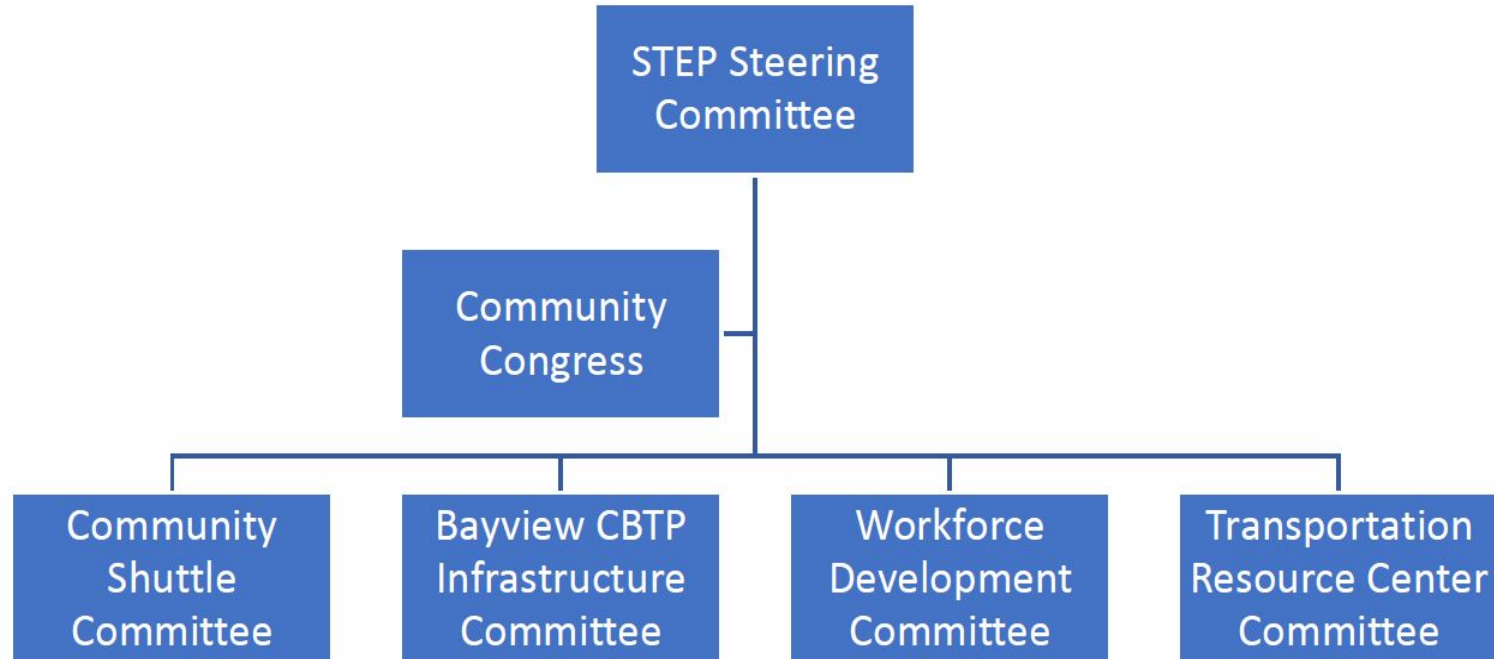 STEP Steering
Committee
Community
Congress
Community
Shuttle
Committee
Bayview CBTP
Infrastructure
Committee
Workforce
Development
Committee
Transportation
Resource Center
Committee